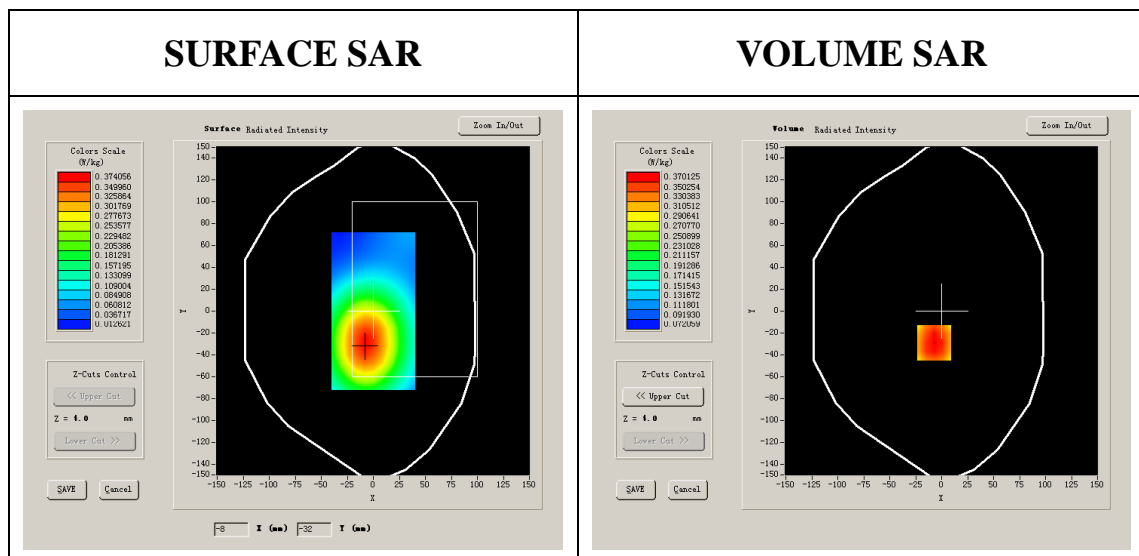 SURFACE SAR
VOLUME SAR
Surface Radiated Intensity
Zoom In/Out
Colors Scale
(W/kg)
0.374056
0.349960
0.325864
0.301769
0.277673
0.253577
0.229482
0.205386
0.181291
0.157195
0.133099
0.109004
0.084908
0.060812
0.036717
0.012621
Z-Cuts Control
<< Upper Cut
Z = 4.0 mm
Lower Cut >>
SAVE
Cancel
150
140
120
100
80
60
40
20
0
-20
-40
-60
-80
-100
-120
-140
-150
Y
-150 -125 -100 -75 -50 -25 0 25 50 75 100 125 150
X
-8 X (mm) -32 Y (mm)
Volume Radiated Intensity
Zoom In/Out
Colors Scale
(W/kg)
0.370125
0.350254
0.330383
0.310512
0.290641
0.270770
0.250899
0.231028
0.211157
0.191286
0.171415
0.151543
0.131672
0.111801
0.091930
0.072059
Z-Cuts Control
<< Upper Cut
Z = 4.0 mm
Lower Cut >>
SAVE
Cancel
150
140
120
100
80
60
40
20
0
-20
-40
-60
-80
-100
-120
-140
-150
Y
-150 -125 -100 -75 -50 -25 0 25 50 75 100 125 150
X